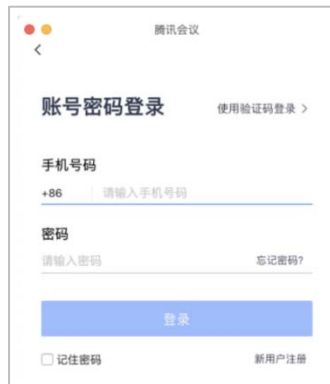 腾讯会议
账号密码登录 使用验证码登录 >
手机号码
+86 请输入手机号码
密码
请输入密码 忘记密码?
登录
记住密码 新用户注册